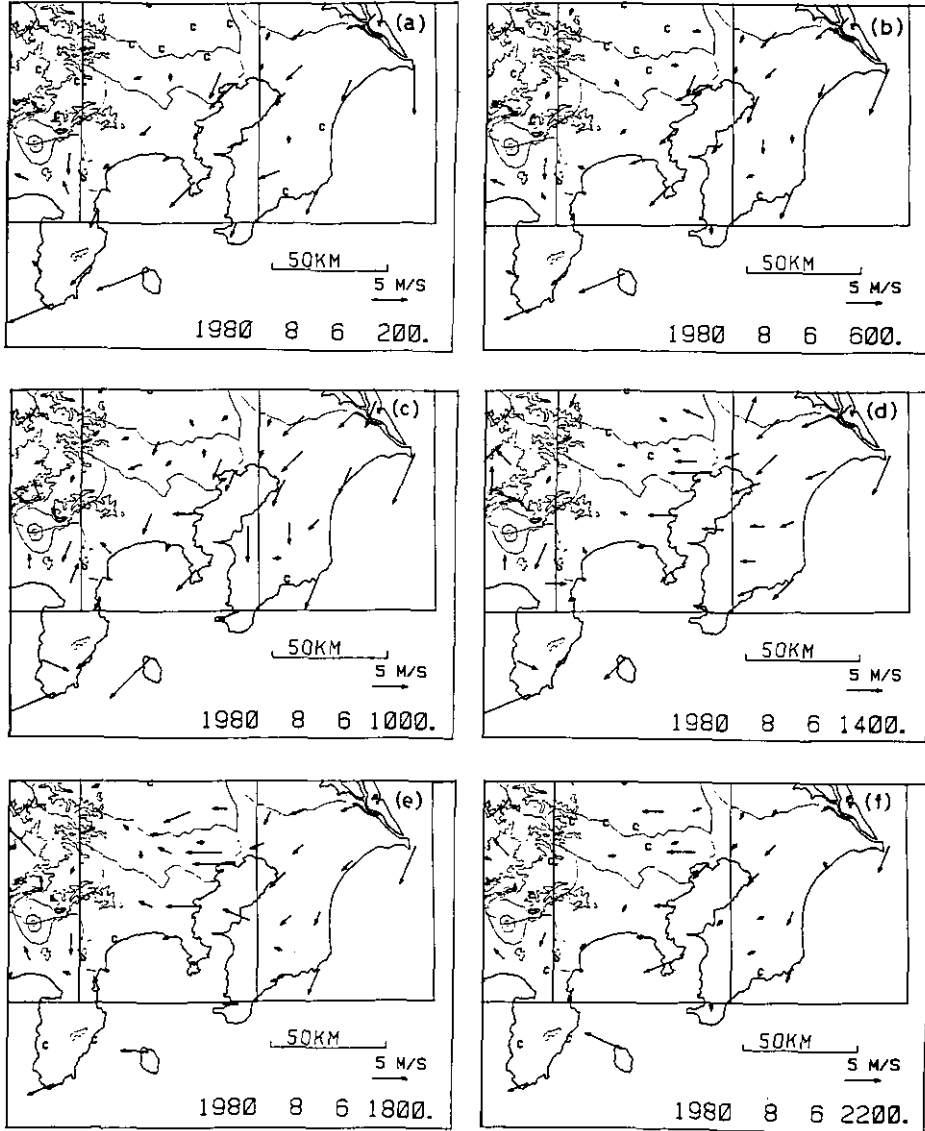 (a)
50KM
5 M/S
1980 8 6 200.
(b)
50KM
5 M/S
1980 8 6 600.
(c)
50KM
5 M/S
1980 8 6 1000.
(d)
50KM
5 M/S
1980 8 6 1400.
(e)
50KM
5 M/S
1980 8 6 1800.
(f)
50KM
5 M/S
1980 8 6 2200.